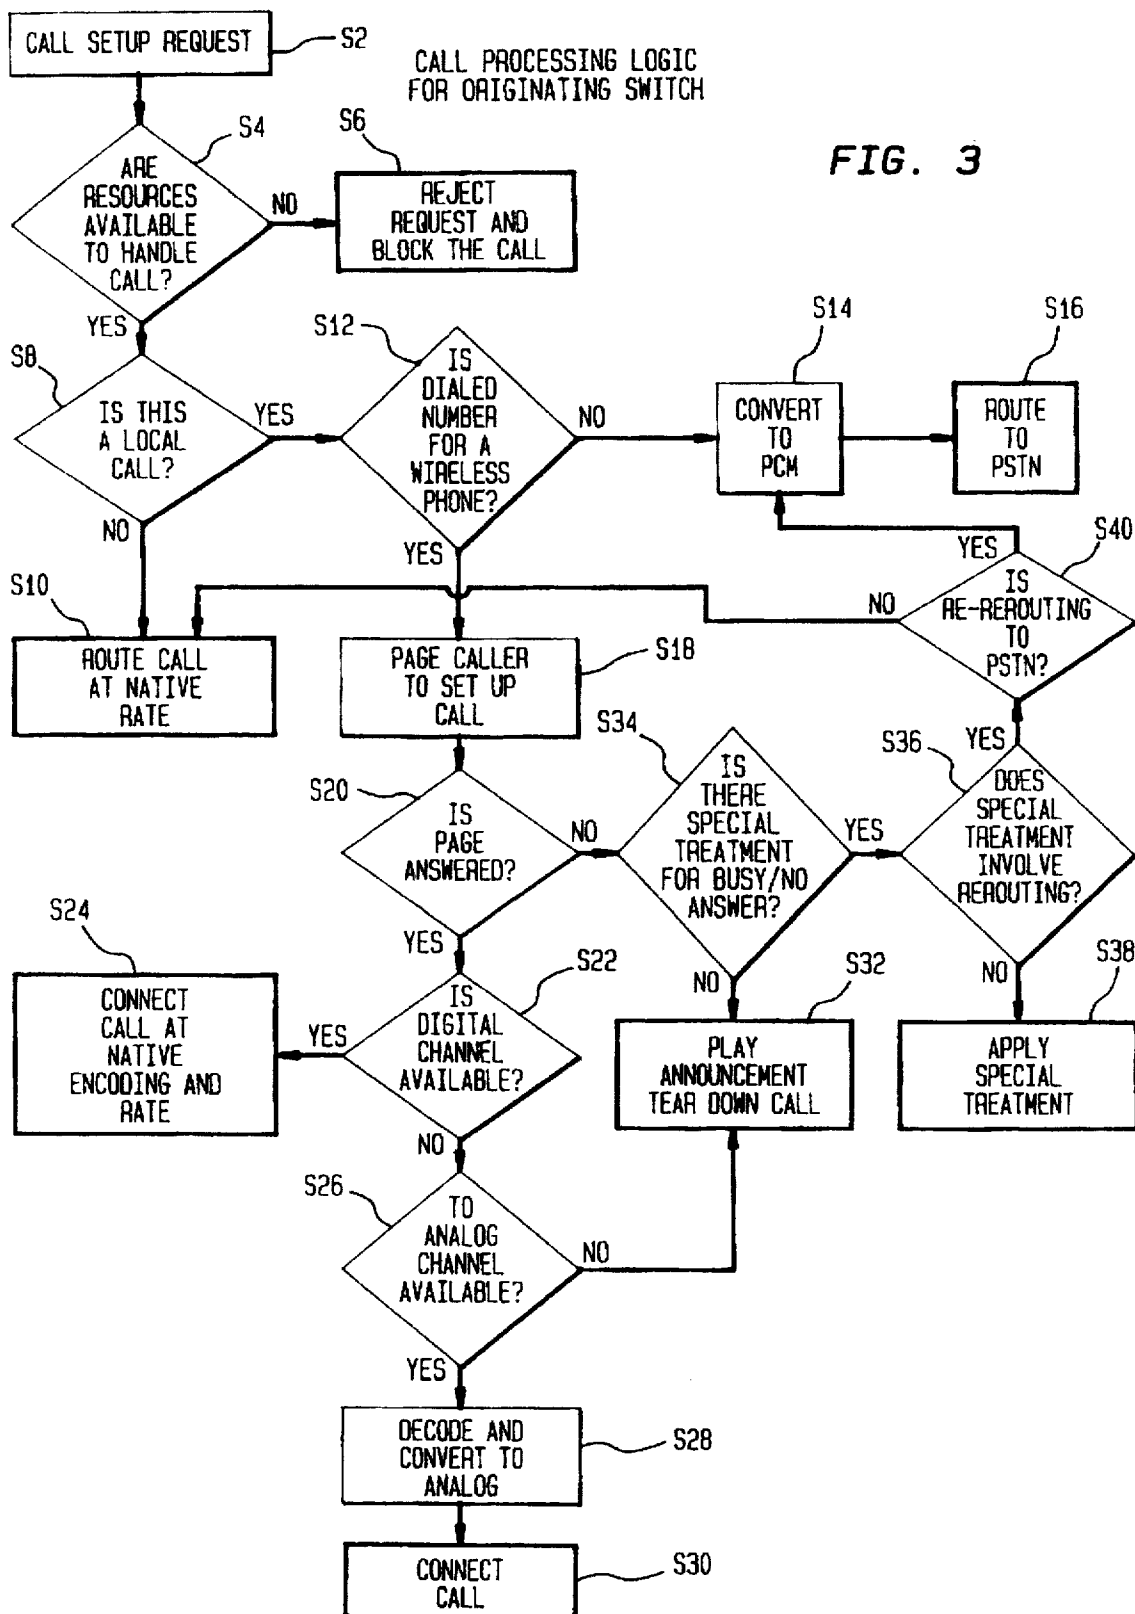 CALL SETUP REQUEST
S2
CALL PROCESSING LOGIC
FOR ORIGINATING SWITCH
FIG. 3
S4
ARE
RESOURCES
AVAILABLE
TO HANDLE
CALL?
NO
YES
S6
REJECT
REQUEST AND
BLOCK THE CALL
S8
IS THIS
A LOCAL
CALL?
YES
NO
S12
IS
DIALED
NUMBER
FOR A
WIRELESS
PHONE?
NO
YES
S14
CONVERT
TO
PCM
S16
ROUTE
TO
PSTN
S40
YES
IS
RE-REROUTING
TO
PSTN?
NO
S10
ROUTE CALL
AT NATIVE
RATE
PAGE CALLER
TO SET UP
CALL
S18
S20
IS
PAGE
ANSWERED?
NO
YES
S34
IS
THERE
SPECIAL
TREATMENT
FOR BUSY/NO
ANSWER?
YES
NO
S36
YES
DOES
SPECIAL
TREATMENT
INVOLVE
REROUTING?
NO
S24
CONNECT
CALL AT
NATIVE
ENCODING AND
RATE
YES
S22
IS
DIGITAL
CHANNEL
AVAILABLE?
NO
S32
PLAY
ANNOUNCEMENT
TEAR DOWN CALL
S38
APPLY
SPECIAL
TREATMENT
S26
TO
ANALOG
CHANNEL
AVAILABLE?
NO
YES
DECODE AND
CONVERT TO
ANALOG
S28
CONNECT
CALL
S30